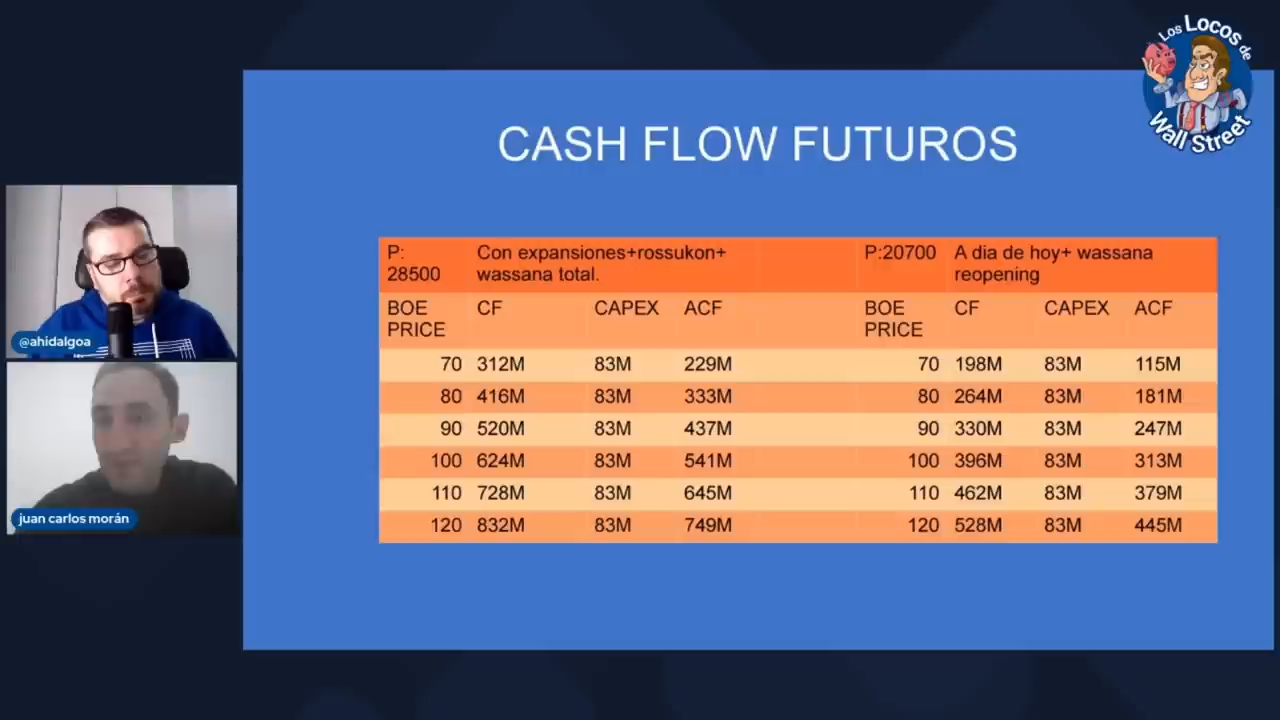 Los Locos de
Wall Street
CASH FLOW FUTUROS
P: 28500 Con expansiones+rossukon+ wassana total. P:20700 A dia de hoy+ wassana reopening
BOE PRICE CF CAPEX ACF BOE PRICE CF CAPEX ACF
70 312M 83M 229M 70 198M 83M 115M
80 416M 83M 333M 80 264M 83M 181M
90 520M 83M 437M 90 330M 83M 247M
100 624M 83M 541M 100 396M 83M 313M
110 728M 83M 645M 110 462M 83M 379M
120 832M 83M 749M 120 528M 83M 445M
@ahidalgoa
juan carlos morán